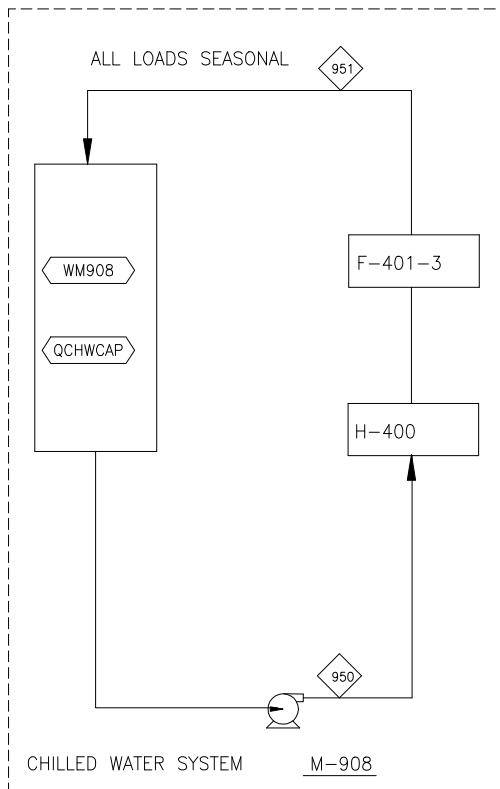 ALL LOADS SEASONAL
951
WM908
F-401-3
QCHWCAP
H-400
950
CHILLED WATER SYSTEM M-908